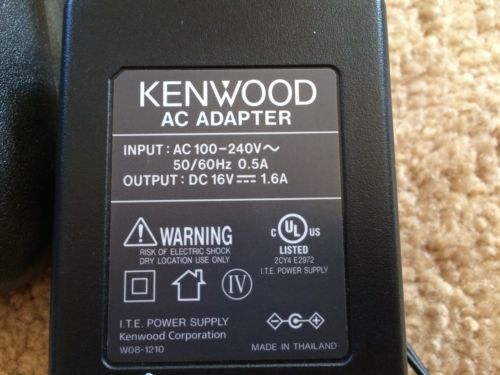 KENWOOD
AC ADAPTER
INPUT : AC 100-240V~
50/60Hz 0.5A
OUTPUT : DC 16V⎓ 1.6A
WARNING
RISK OF ELECTRIC SHOCK
DRY LOCATION USE ONLY
C UL US
LISTED
2CY4 E2972
I.T.E. POWER SUPPLY
IV
I.T.E. POWER SUPPLY
Kenwood Corporation
W08-1210
MADE IN THAILAND